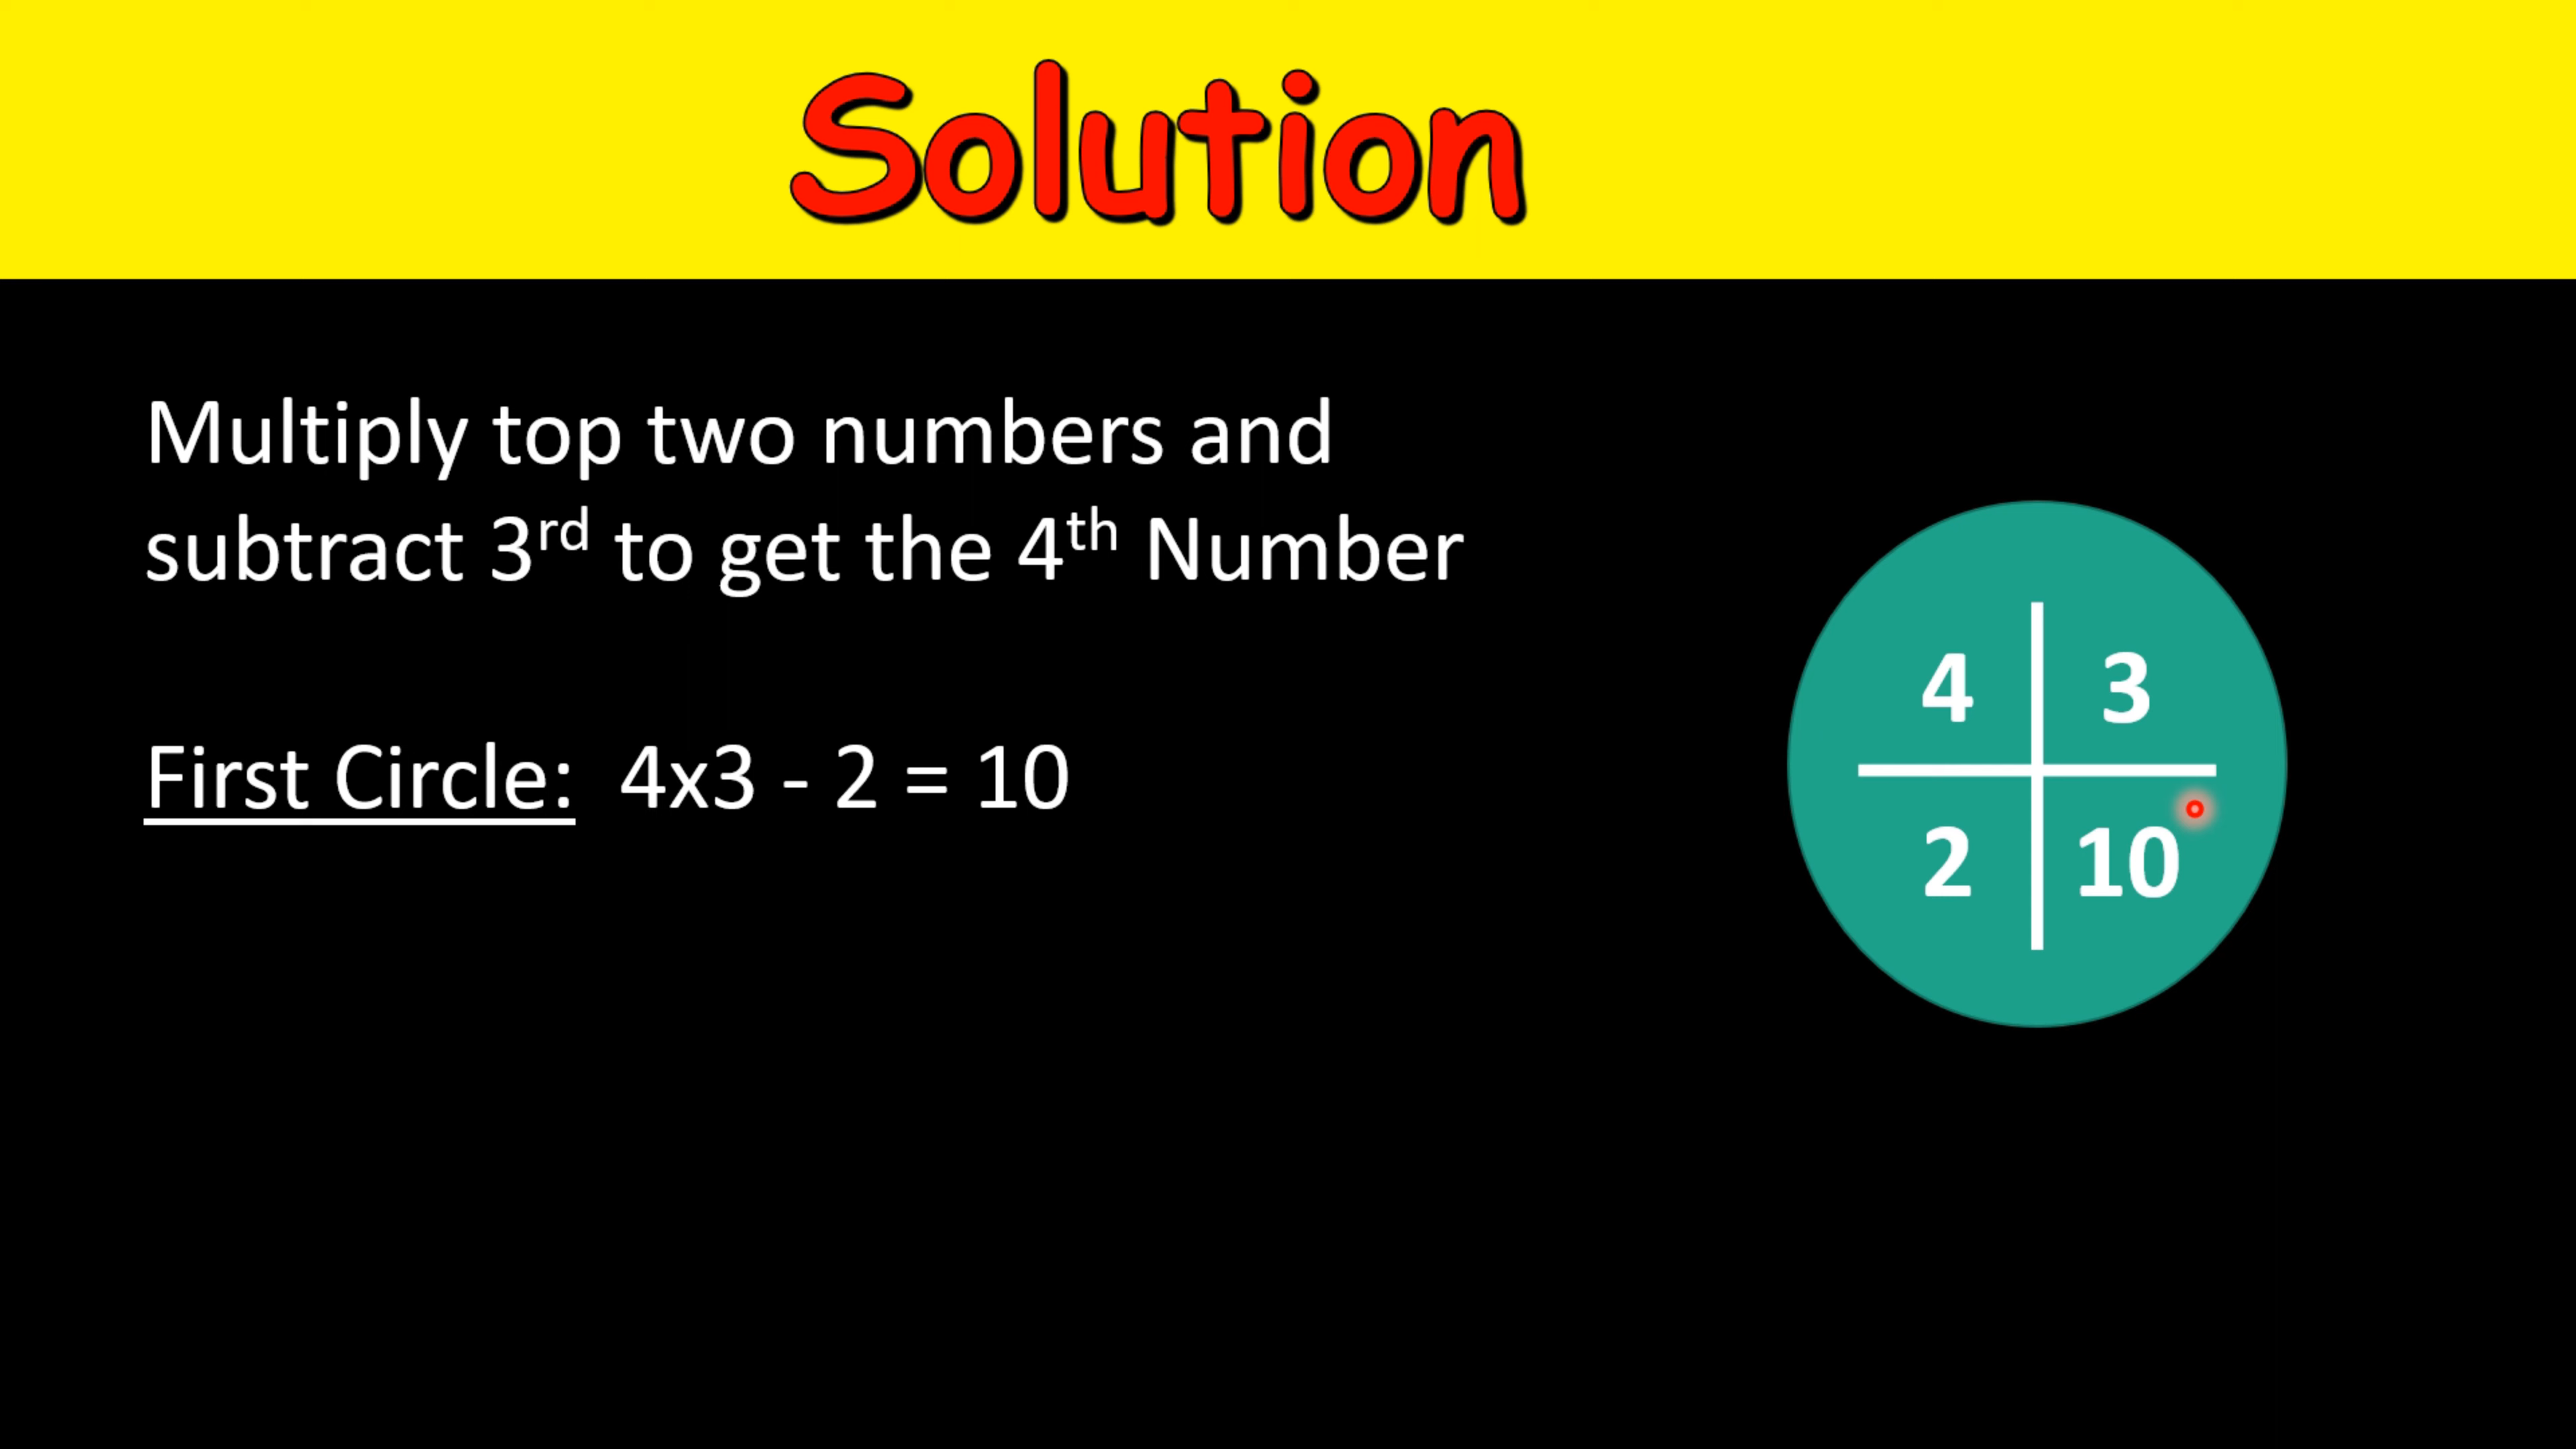 Solution
Multiply top two numbers and
subtract 3rd to get the 4th Number
First Circle: 4x3 - 2 = 10
4 3
2 10